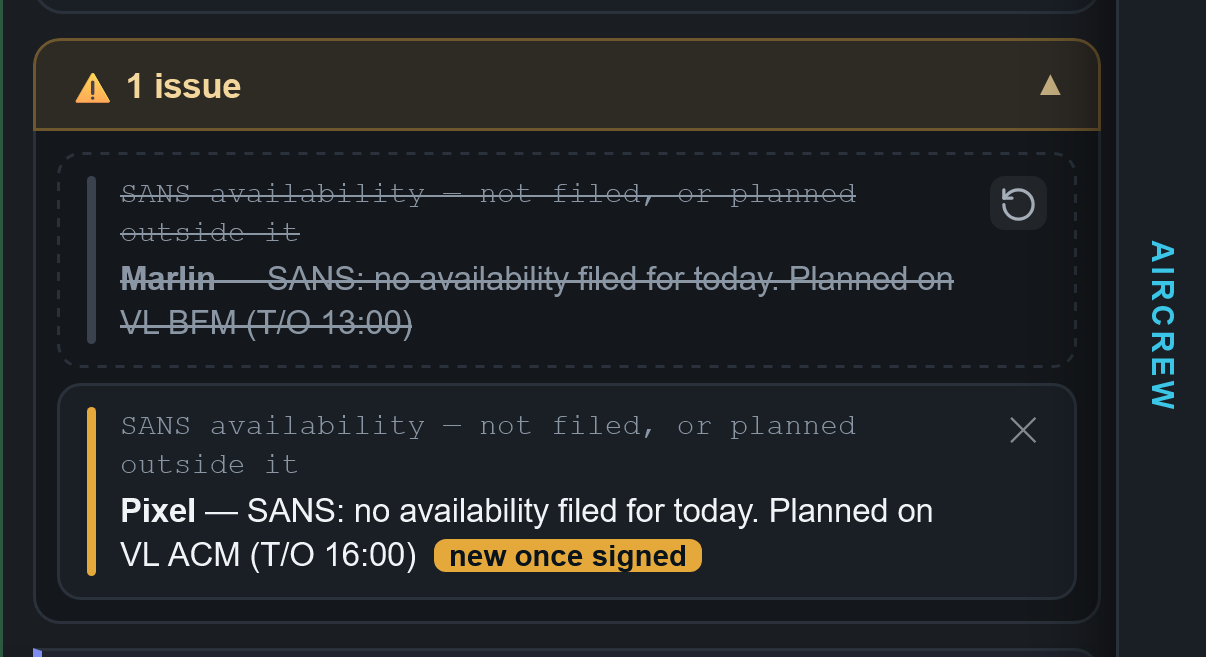 ⚠️ 1 issue ▲
SANS availability — not filed, or planned
outside it
Marlin — SANS: no availability filed for today. Planned on
VL BFM (T/O 13:00)
SANS availability — not filed, or planned
outside it
Pixel — SANS: no availability filed for today. Planned on
VL ACM (T/O 16:00) new once signed
AIRCREW